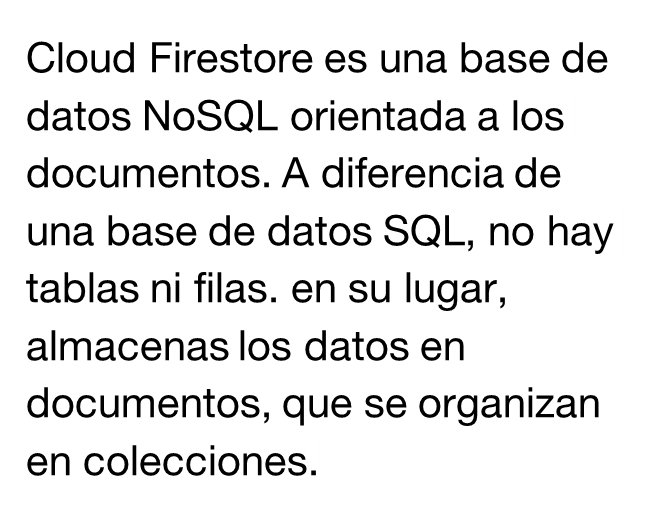 Cloud Firestore es una base de
datos NoSQL orientada a los
documentos. A diferencia de
una base de datos SQL, no hay
tablas ni filas. en su lugar,
almacenas los datos en
documentos, que se organizan
en colecciones.